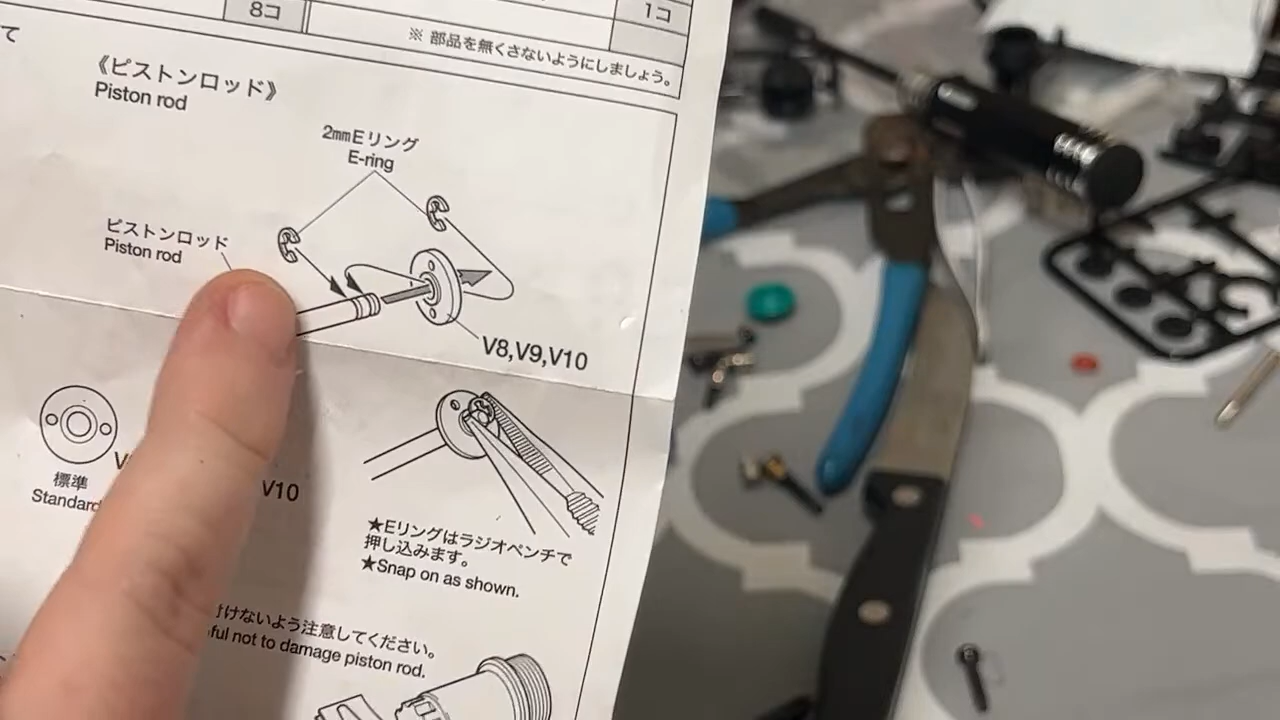 8コ
1コ
※ 部品を無くさないようにしましょう。
て
《ピストンロッド》
Piston rod
2mmEリング
E-ring
ピストンロッド
Piston rod
V8,V9,V10
標準
Standard
V10
★Eリングはラジオペンチで
押し込みます。
★Snap on as shown.
けないよう注意してください。
not to damage piston rod.